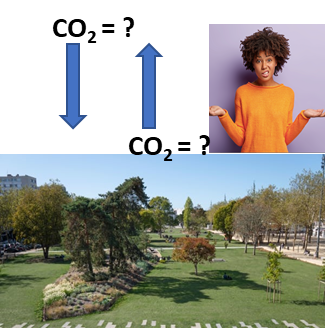 CO₂ = ?
CO₂ = ?